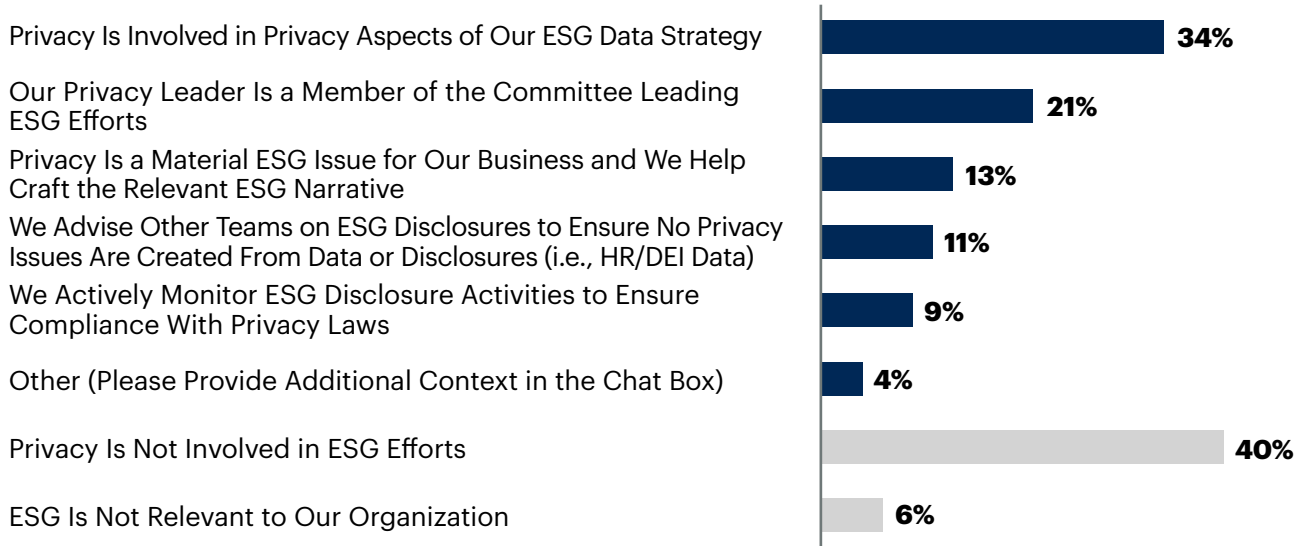 Privacy Is Involved in Privacy Aspects of Our ESG Data Strategy
34%
Our Privacy Leader Is a Member of the Committee Leading
ESG Efforts
21%
Privacy Is a Material ESG Issue for Our Business and We Help
Craft the Relevant ESG Narrative
13%
We Advise Other Teams on ESG Disclosures to Ensure No Privacy
Issues Are Created From Data or Disclosures (i.e., HR/DEI Data)
11%
We Actively Monitor ESG Disclosure Activities to Ensure
Compliance With Privacy Laws
9%
Other (Please Provide Additional Context in the Chat Box)
4%
Privacy Is Not Involved in ESG Efforts
40%
ESG Is Not Relevant to Our Organization
6%